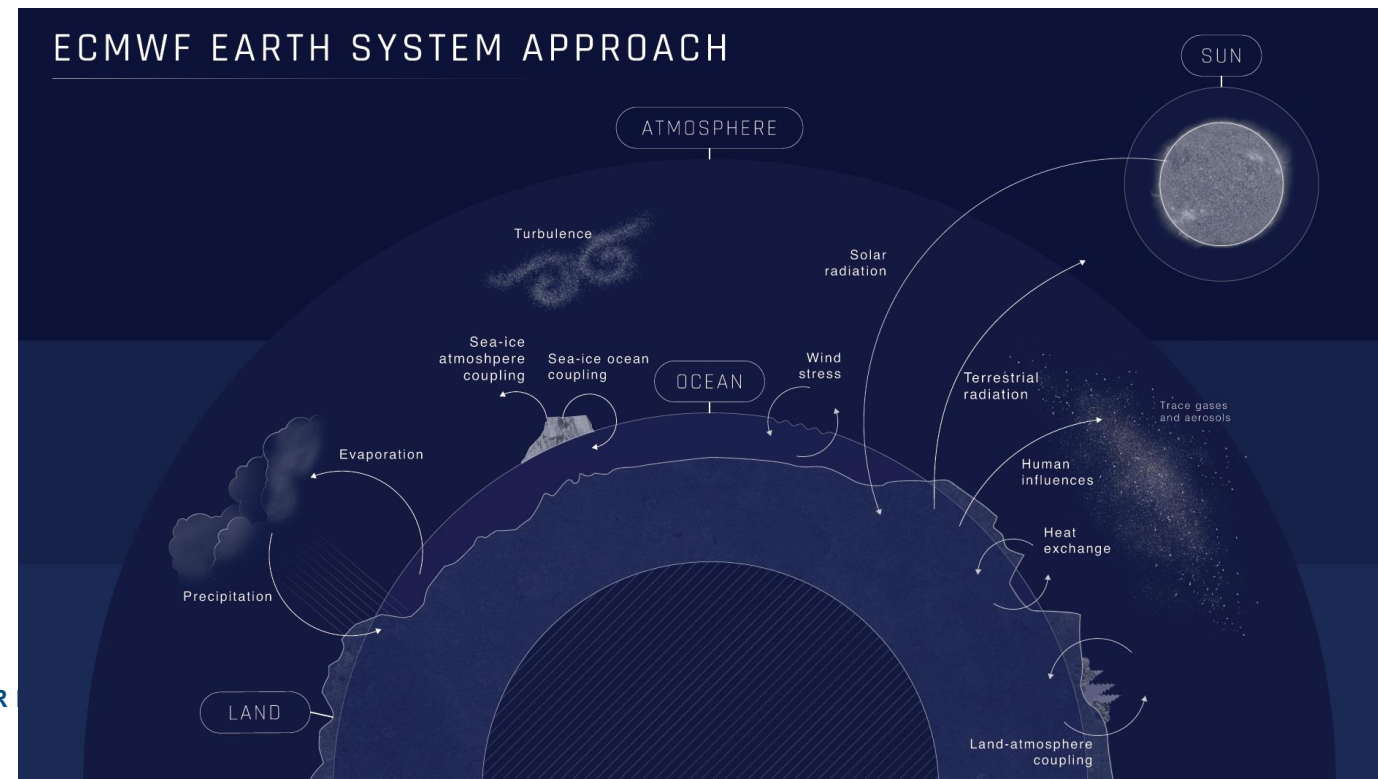 ECMWF EARTH SYSTEM APPROACH
SUN
ATMOSPHERE
Turbulence
Solar
radiation
Sea-ice
atmoshpere
coupling
Sea-ice ocean
coupling
OCEAN
Wind
stress
Terrestrial
radiation
Trace gases
and aerosols
Evaporation
Human
influences
Heat
exchange
Precipitation
R
LAND
Land-atmosphere
coupling